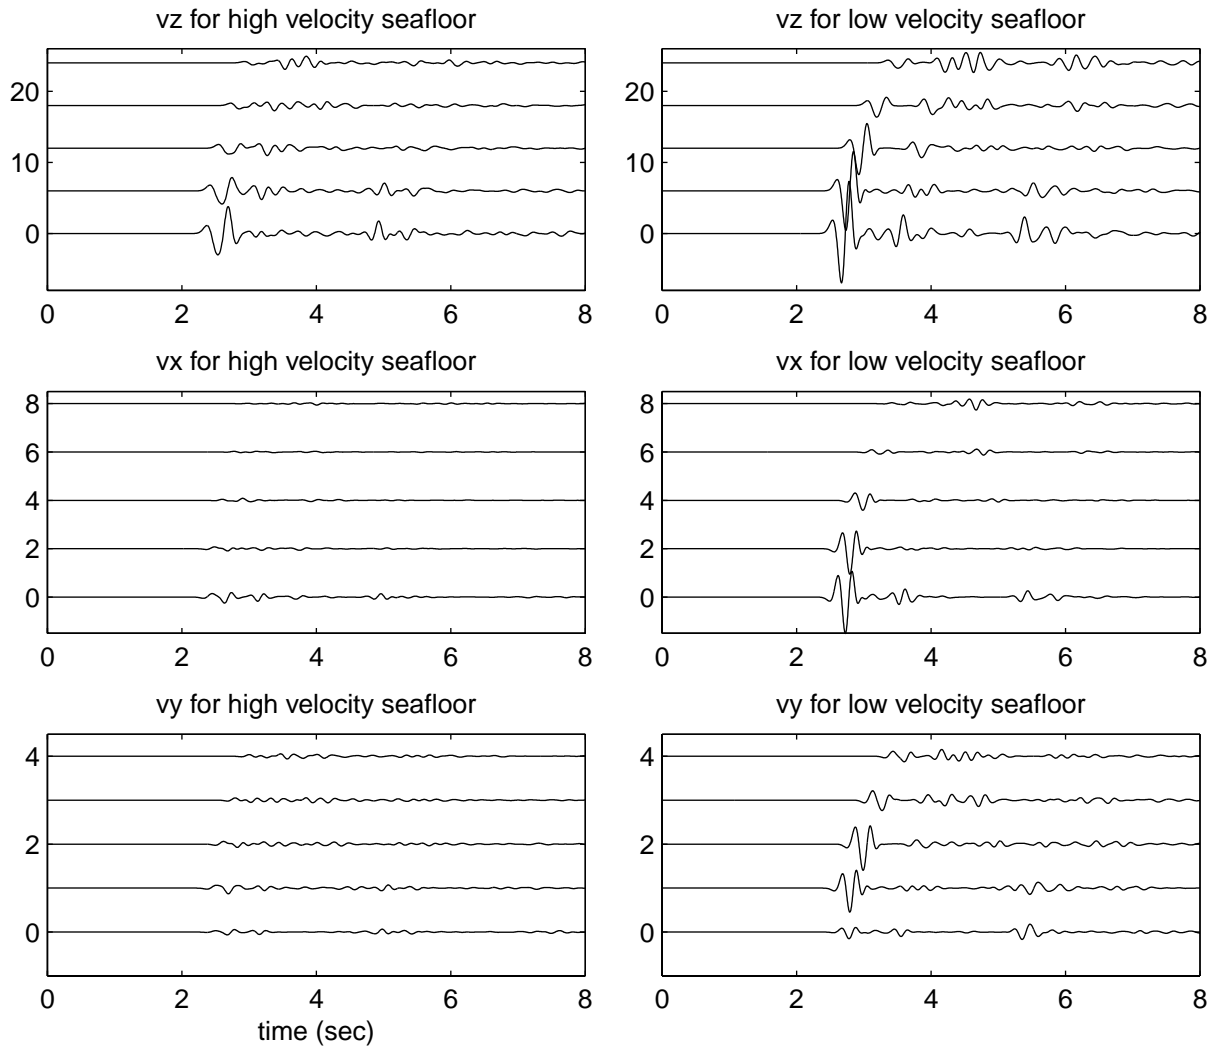 vz for high velocity seafloor
20
10
0
0 2 4 6 8
vz for low velocity seafloor
20
10
0
0 2 4 6 8
vx for high velocity seafloor
8
6
4
2
0
0 2 4 6 8
vx for low velocity seafloor
8
6
4
2
0
0 2 4 6 8
vy for high velocity seafloor
4
2
0
0 2 4 6 8
time (sec)
vy for low velocity seafloor
4
2
0
0 2 4 6 8